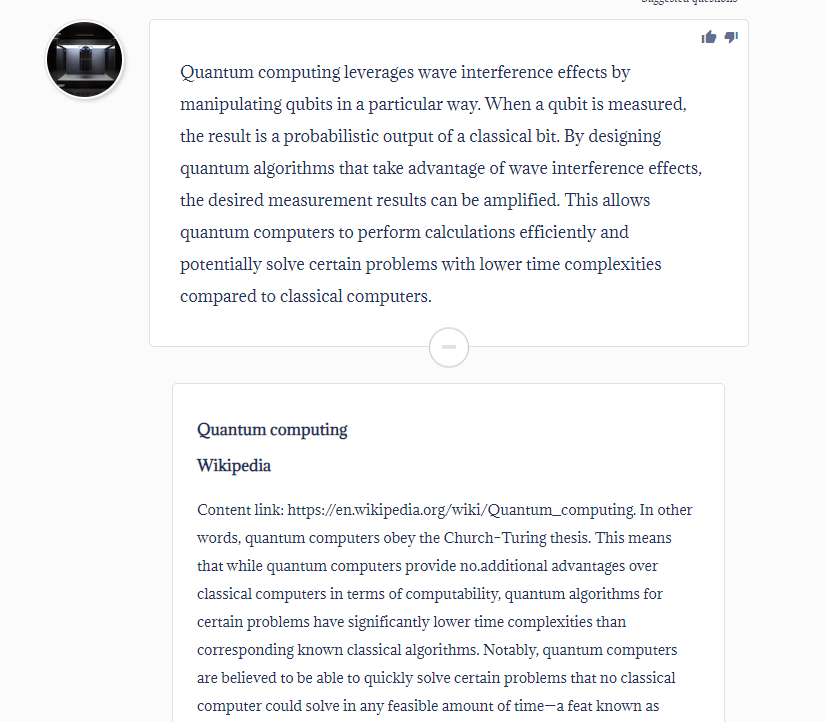 Suggested questions
Quantum computing leverages wave interference effects by
manipulating qubits in a particular way. When a qubit is measured,
the result is a probabilistic output of a classical bit. By designing
quantum algorithms that take advantage of wave interference effects,
the desired measurement results can be amplified. This allows
quantum computers to perform calculations efficiently and
potentially solve certain problems with lower time complexities
compared to classical computers.
Quantum computing
Wikipedia
Content link: https://en.wikipedia.org/wiki/Quantum_computing. In other
words, quantum computers obey the Church–Turing thesis. This means
that while quantum computers provide no.additional advantages over
classical computers in terms of computability, quantum algorithms for
certain problems have significantly lower time complexities than
corresponding known classical algorithms. Notably, quantum computers
are believed to be able to quickly solve certain problems that no classical
computer could solve in any feasible amount of time—a feat known as